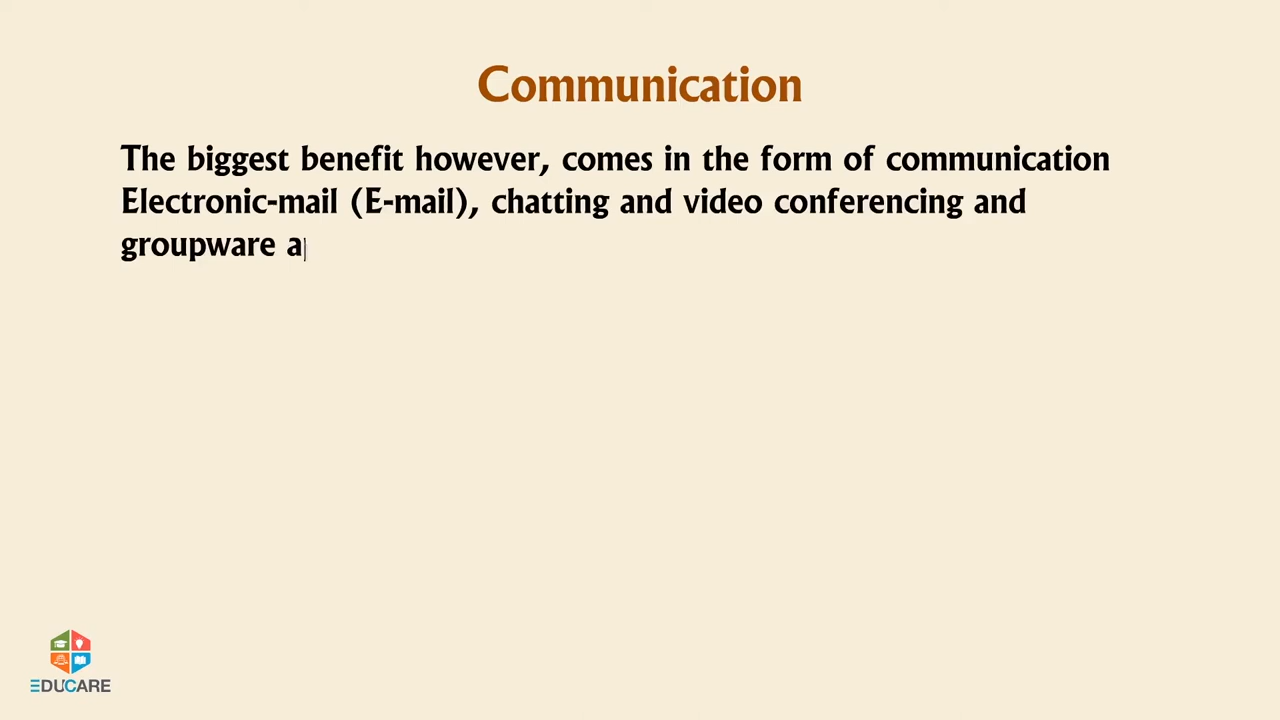 Communication
The biggest benefit however, comes in the form of communication
Electronic-mail (E-mail), chatting and video conferencing and
groupware a
EDUCARE